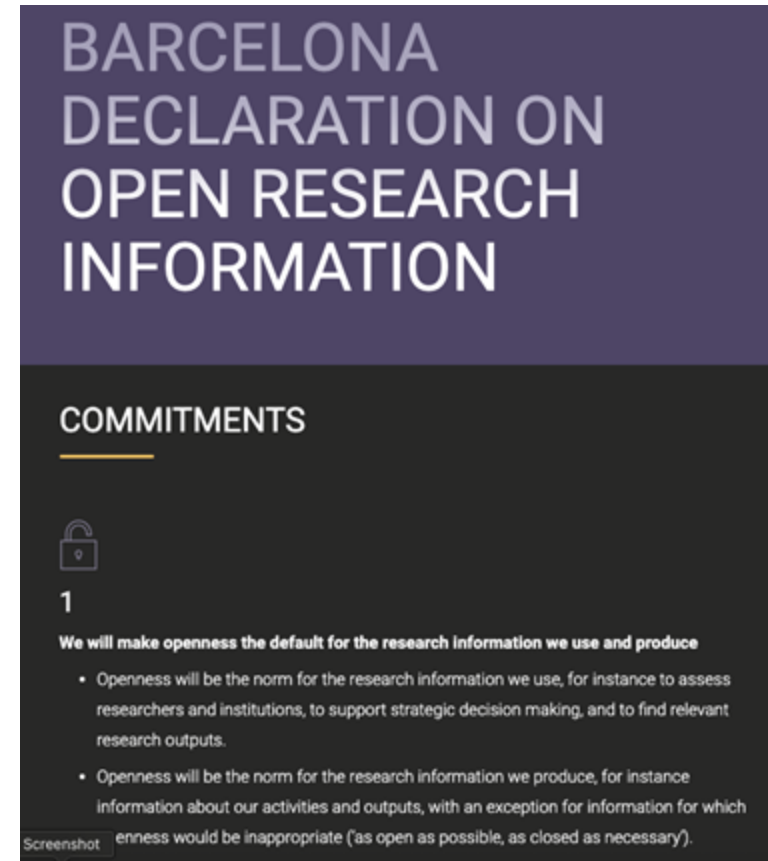 BARCELONA
DECLARATION ON
OPEN RESEARCH
INFORMATION
COMMITMENTS
1
We will make openness the default for the research information we use and produce
• Openness will be the norm for the research information we use, for instance to assess
researchers and institutions, to support strategic decision making, and to find relevant
research outputs.
• Openness will be the norm for the research information we produce, for instance
information about our activities and outputs, with an exception for information for which
enness would be inappropriate ('as open as possible, as closed as necessary').
Screenshot